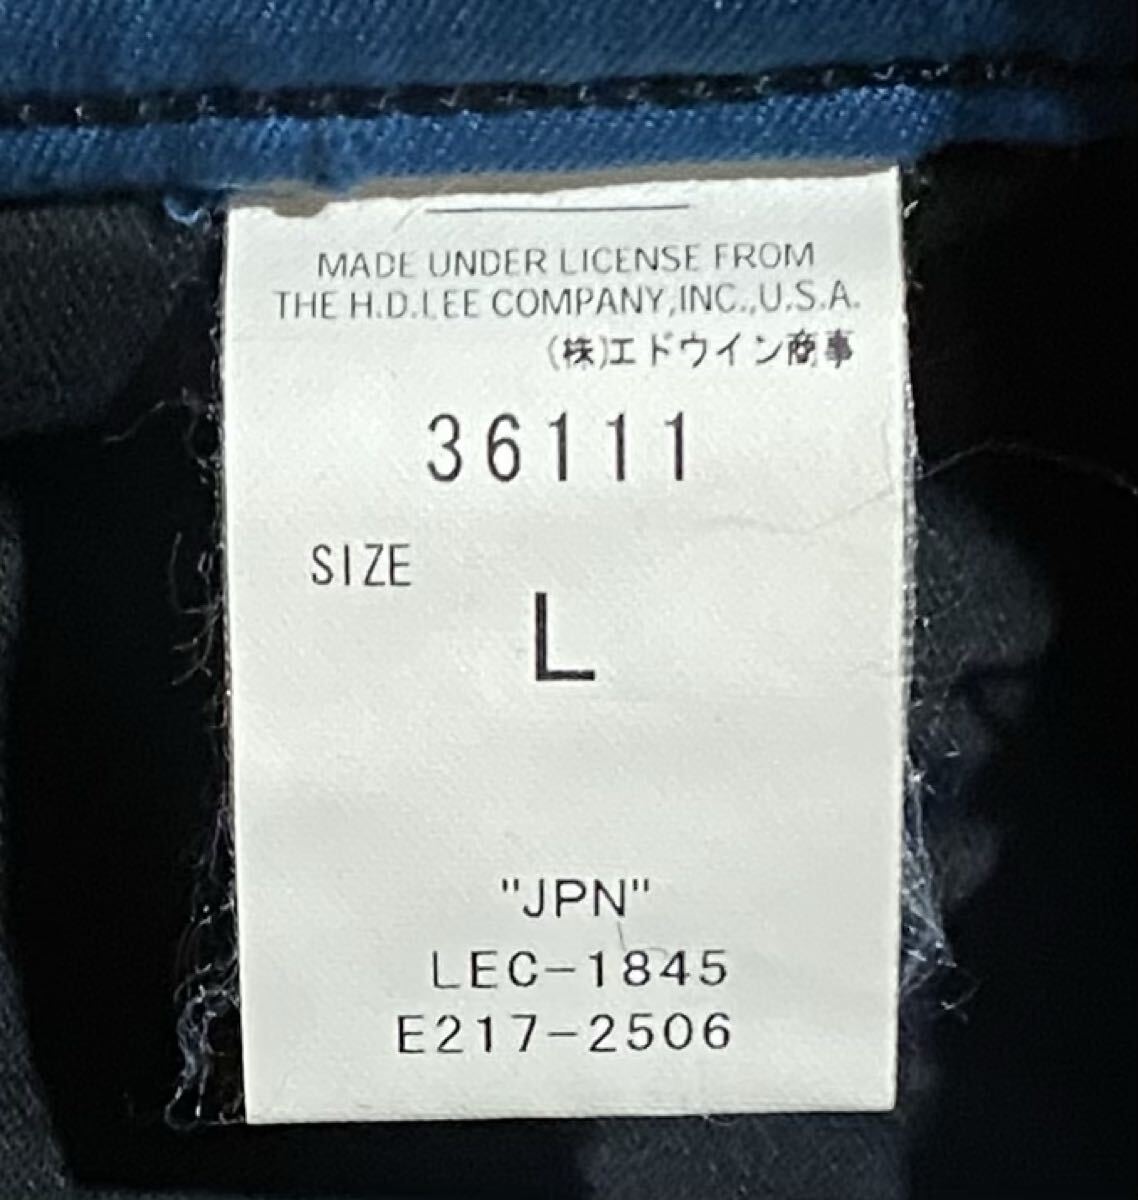 MADE UNDER LICENSE FROM
THE H.D.LEE COMPANY,INC.,U.S.A.
(株)エドウイン商事
36111
SIZE
L
"JPN"
LEC-1845
E217-2506